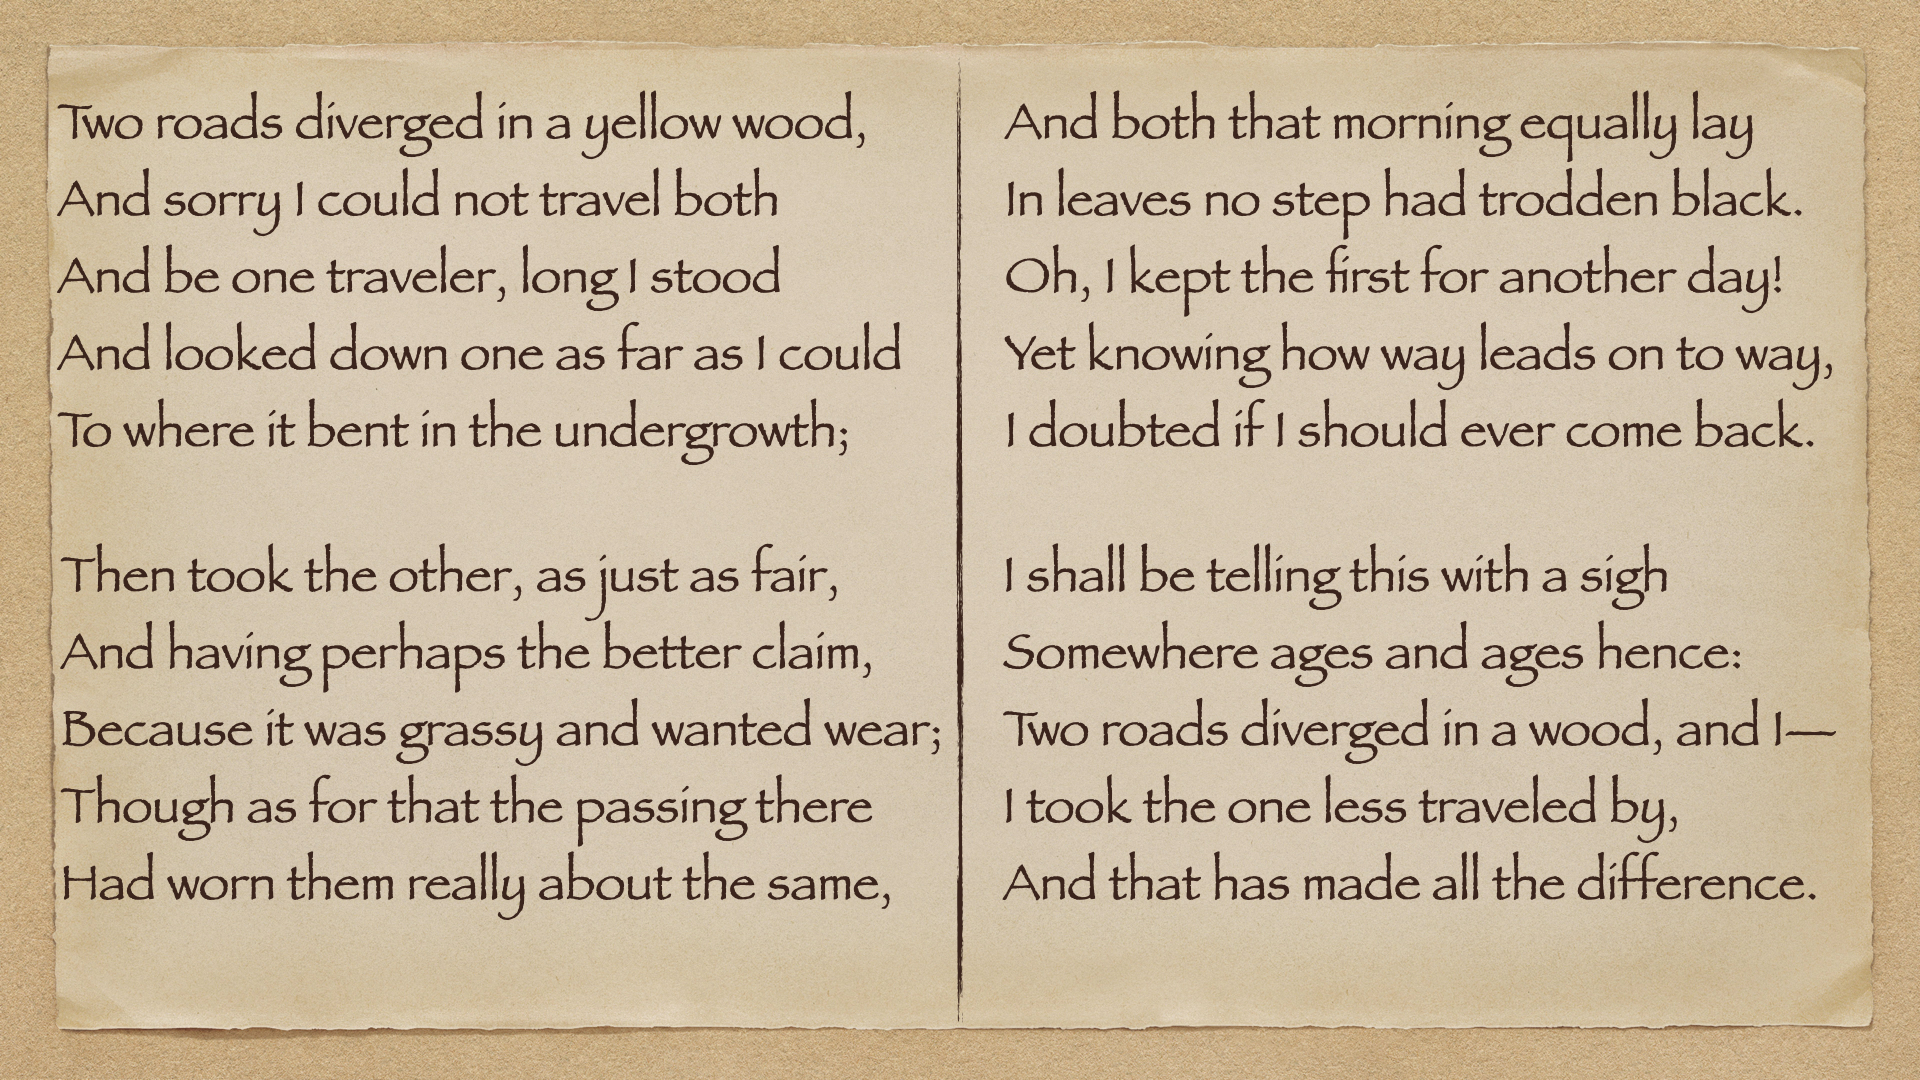 Two roads diverged in a yellow wood,
And sorry I could not travel both
And be one traveler, long I stood
And looked down one as far as I could
To where it bent in the undergrowth;

Then took the other, as just as fair,
And having perhaps the better claim,
Because it was grassy and wanted wear;
Though as for that the passing there
Had worn them really about the same,

And both that morning equally lay
In leaves no step had trodden black.
Oh, I kept the first for another day!
Yet knowing how way leads on to way,
I doubted if I should ever come back.

I shall be telling this with a sigh
Somewhere ages and ages hence:
Two roads diverged in a wood, and I—
I took the one less traveled by,
And that has made all the difference.